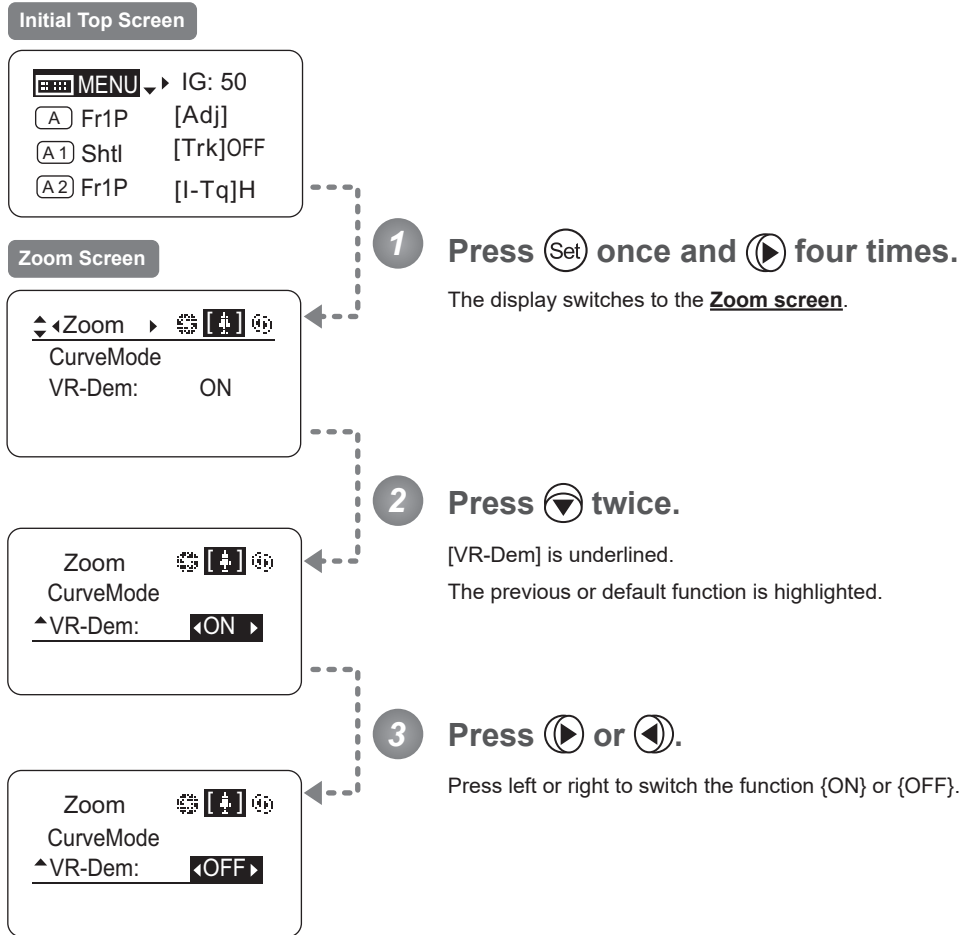 Initial Top Screen
MENU IG: 50
A Fr1P [Adj]
A1 Shtl [Trk]OFF
A2 Fr1P [I-Tq]H
1 Press Set once and four times.
The display switches to the Zoom screen.
Zoom Screen
Zoom
CurveMode
VR-Dem: ON
2 Press twice.
[VR-Dem] is underlined.
The previous or default function is highlighted.
Zoom
CurveMode
VR-Dem: ON
3 Press or .
Press left or right to switch the function {ON} or {OFF}.
Zoom
CurveMode
VR-Dem: OFF